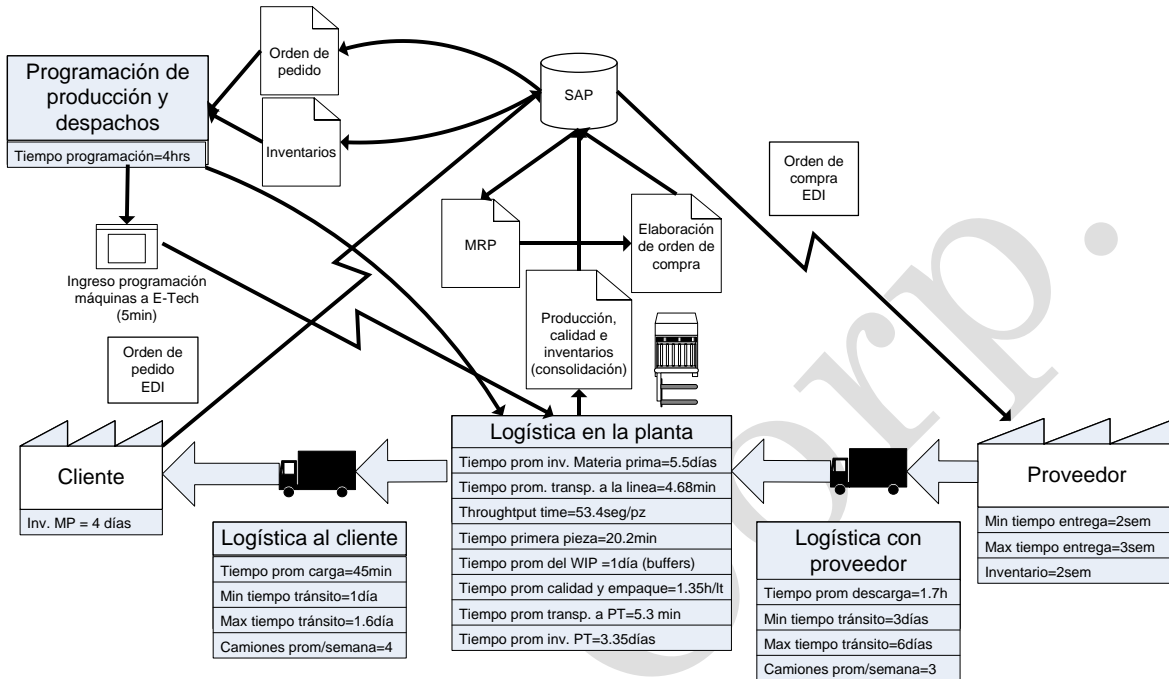 Programación de
producción y
despachos
Tiempo programación=4hrs
Orden de
pedido
Inventarios
SAP
MRP
Elaboración
de orden de
compra
Orden de
compra
EDI
Ingreso programación
máquinas a E-Tech
(5min)
Producción,
calidad e
inventarios
(consolidación)
Orden de
pedido
EDI
Cliente
Inv. MP = 4 días
Logística al cliente
Tiempo prom carga=45min
Min tiempo tránsito=1día
Max tiempo tránsito=1.6día
Camiones prom/semana=4
Logística en la planta
Tiempo prom inv. Materia prima=5.5días
Tiempo prom. transp. a la linea=4.68min
Throughtput time=53.4seg/pz
Tiempo primera pieza=20.2min
Tiempo prom del WIP =1día (buffers)
Tiempo prom calidad y empaque=1.35h/lt
Tiempo prom transp. a PT=5.3 min
Tiempo prom inv. PT=3.35días
Logística con
proveedor
Tiempo prom descarga=1.7h
Min tiempo tránsito=3días
Max tiempo tránsito=6días
Camiones prom/semana=3
Proveedor
Min tiempo entrega=2sem
Max tiempo entrega=3sem
Inventario=2sem
orp.